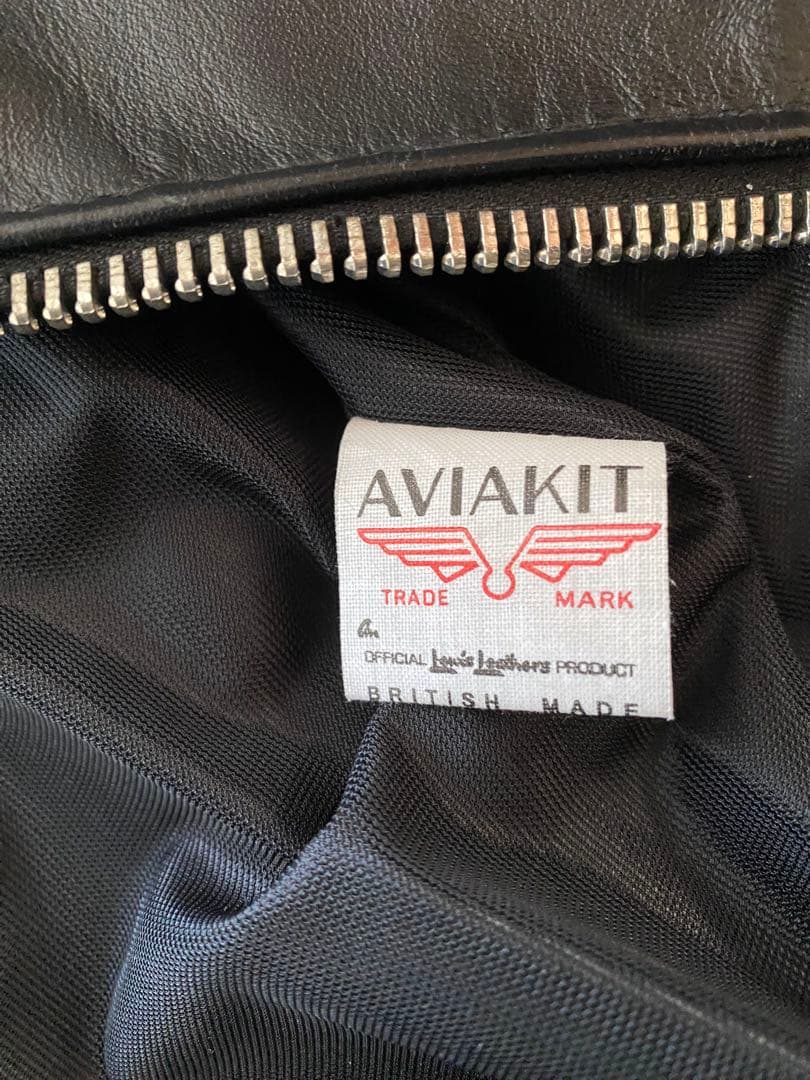 AVIAKIT
TRADE MARK
An
OFFICIAL Lewis Leathers PRODUCT
BRITISH MADE